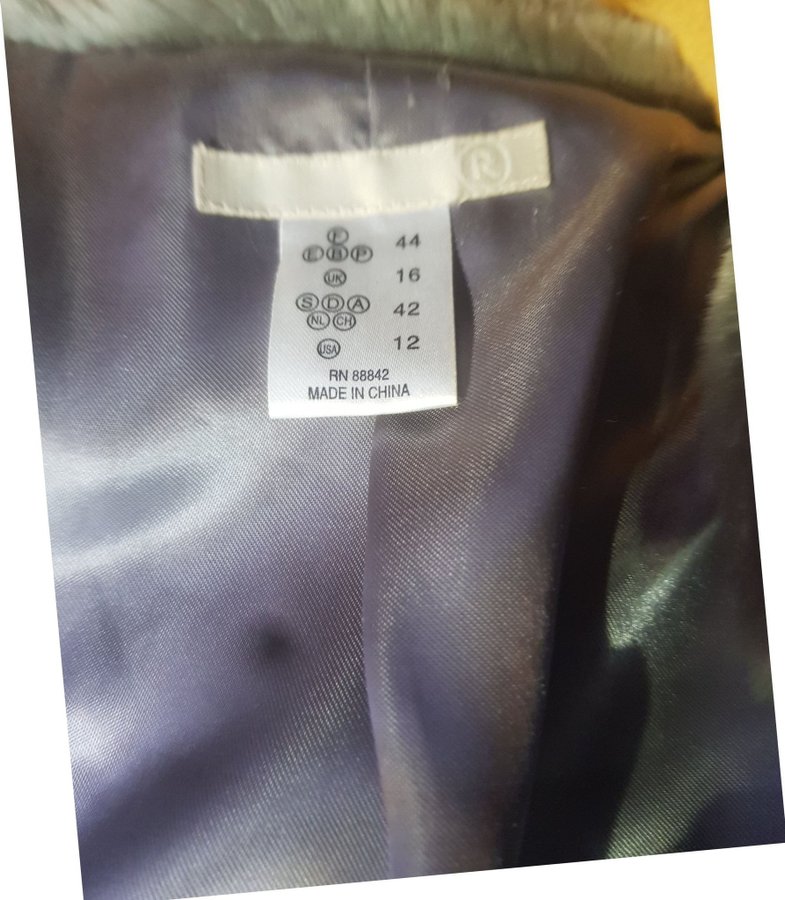 R
F
E B P 44
UK 16
S D A 42
NL CH
USA 12
RN 88842
MADE IN CHINA